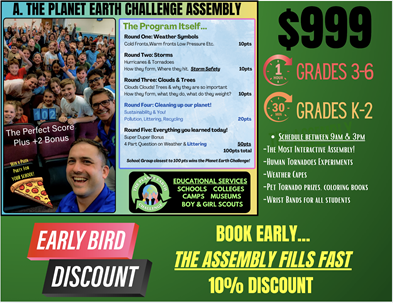 A. THE PLANET EARTH CHALLENGE ASSEMBLY
The Program Itself...
Round One: Weather Symbols
Cold Fronts,Warm Fronts Low Pressure Etc. 10pts
Round Two: Storms
Hurricanes & Tornadoes
How they form, Where they hit. Storm Safety 10pts
Round Three: Clouds & Trees
Clouds Clouds! Trees & why they are so important!
How they form, what they do, what do they weight? 10pts
Round Four: Cleaning up our planet!
Sustainability & You!
Pollution, Littering, Recycling 20pts
Round Five: Everything you learned today!
Super Duper Bonus
4 Part Question on Weather & Littering 50pts
100pts total
School Group closest to 100 pts wins the Planet Earth Challenge!
102
The Perfect Score
Plus +2 Bonus
Win a Pizza
Party For
YOUR SCHOOL!
EDUCATIONAL SERVICES
SCHOOLS COLLEGES
CAMPS MUSEUMS
BOY & GIRL SCOUTS
$999
1
GRADES 3-6
30
GRADES K-2
• SCHEDULE BETWEEN 9AM & 3PM
-THE MOST INTERACTIVE ASSEMBLY!
-HUMAN TORNADOES EXPERIMENTS
-WEATHER CAPES
-PET TORNADO PRIZES, COLORING BOOKS
-WRIST BANDS FOR ALL STUDENTS
EARLY BIRD
DISCOUNT
BOOK EARLY...
THE ASSEMBLY FILLS FAST
10% DISCOUNT